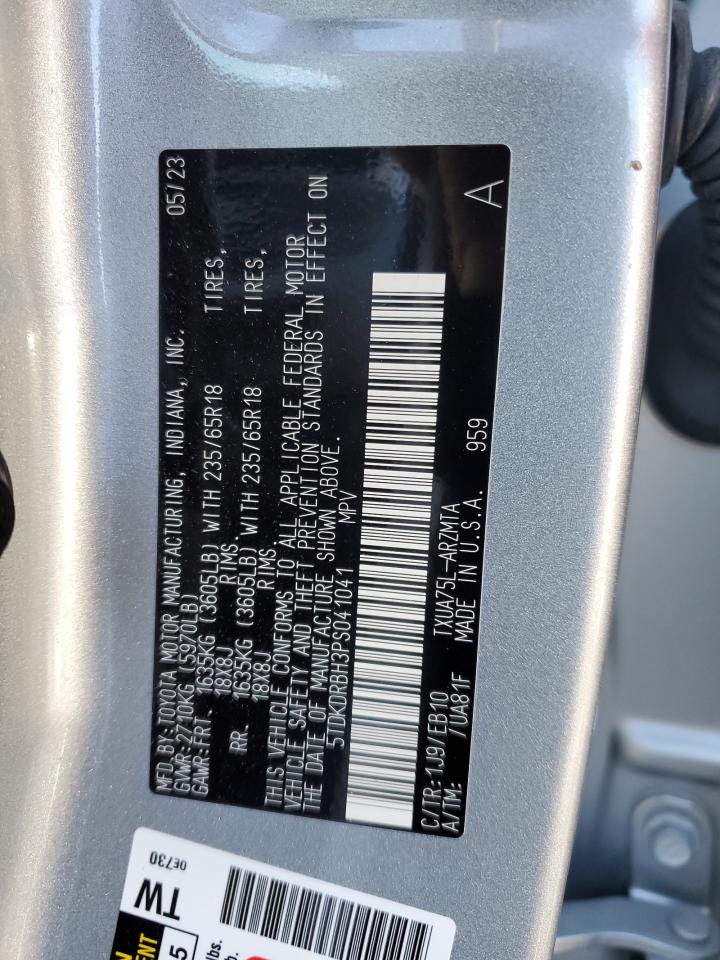 MFD.BY:TOYOTA MOTOR MANUFACTURING, INDIANA, INC. 05/23
GVWR:2710KG (5970LB)
GAWR:FRT 1635KG (3605LB) WITH 235/65R18 TIRES,
18X8J RIMS.
RR. 1635KG (3605LB) WITH 235/65R18 TIRES,
18X8J RIMS.
THIS VEHICLE CONFORMS TO ALL APPLICABLE FEDERAL MOTOR
VEHICLE SAFETY AND THEFT PREVENTION STANDARDS IN EFFECT ON
THE DATE OF MANUFACTURE SHOWN ABOVE.
5TDKDRBH3PS041041 MPV
C/TR:1J9/EB10 TXUA75L-ARZMTA A
A/TM: /UA81F MADE IN U.S.A. 959
TW 0E730
ENT
5
lbs.